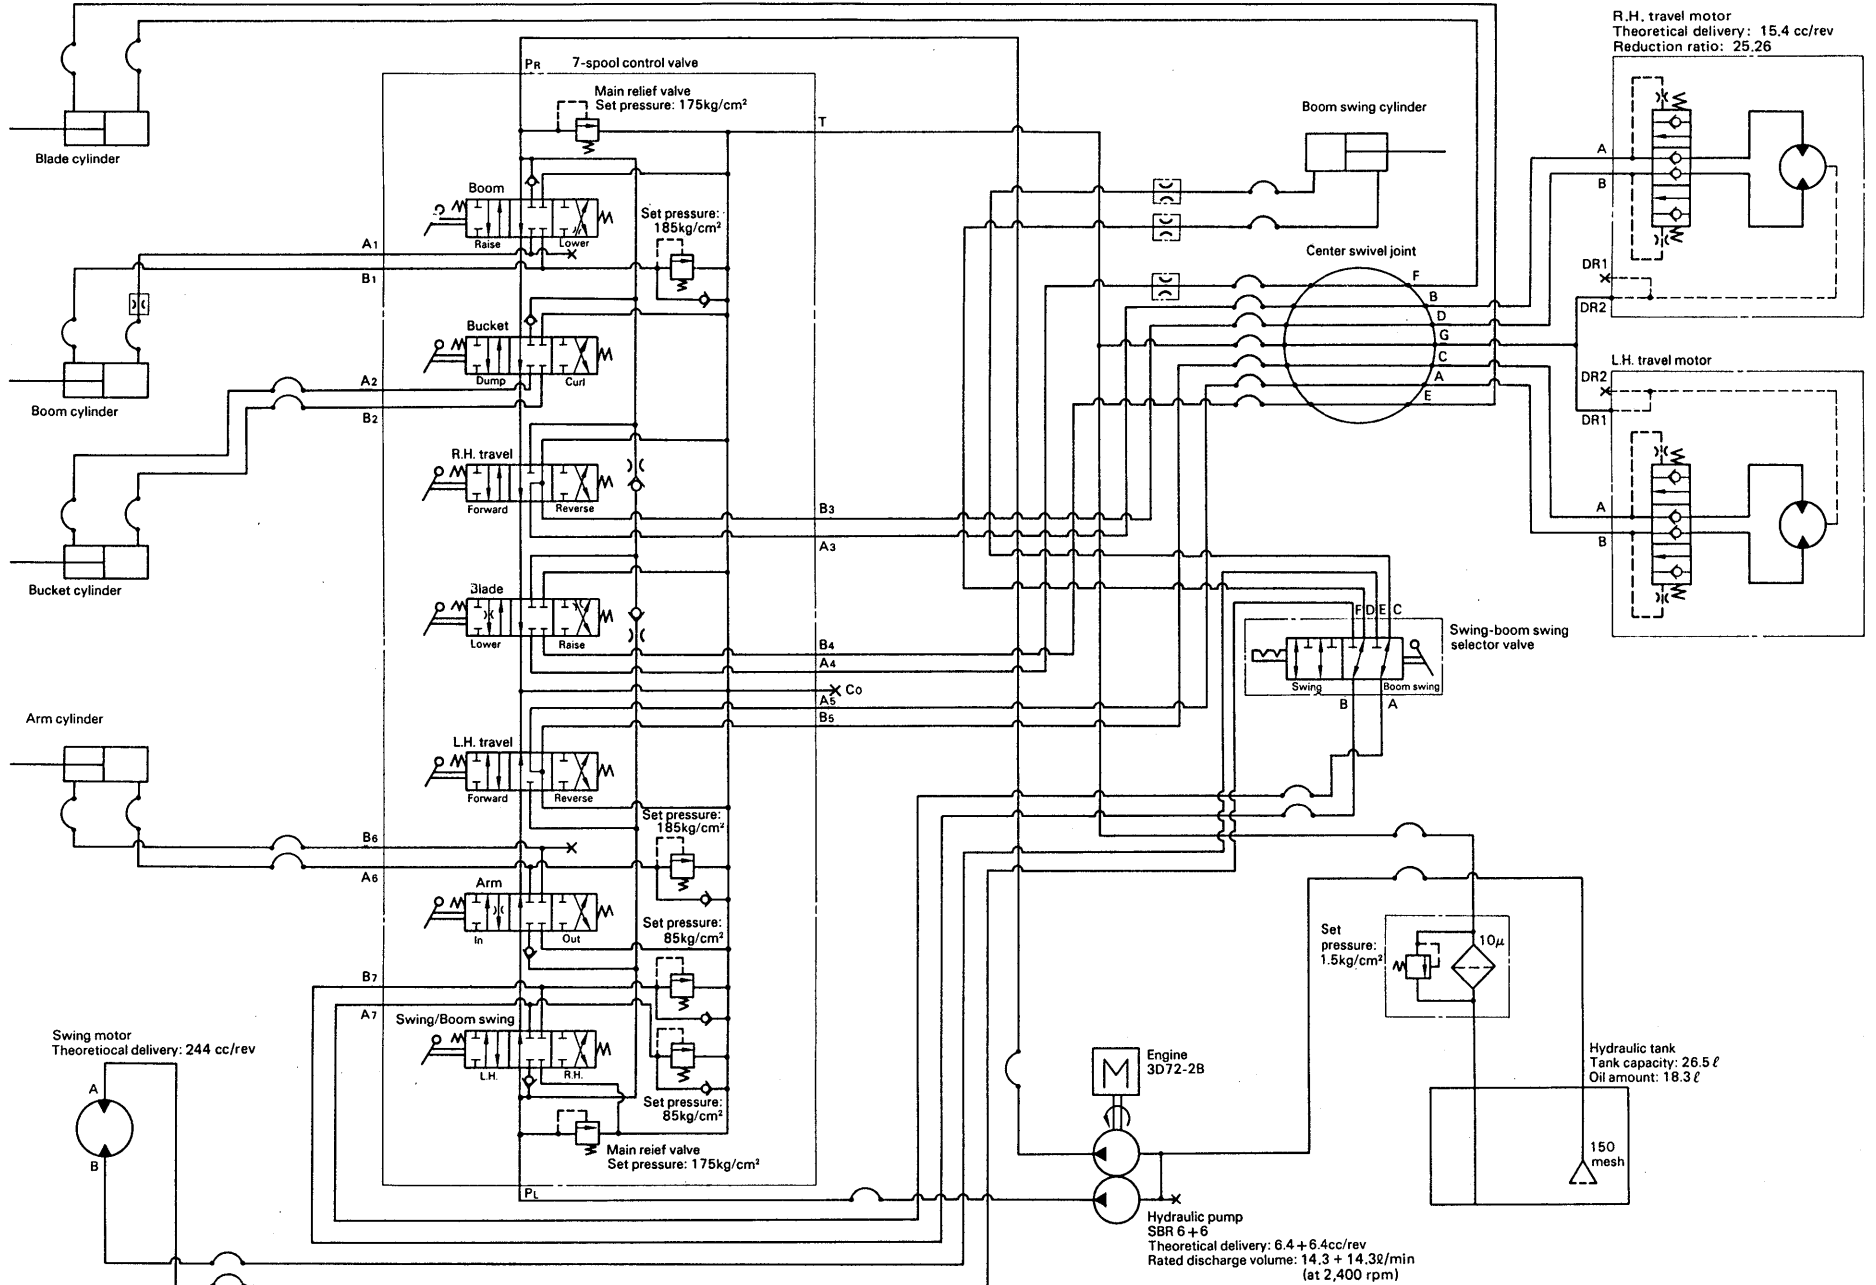 R.H. travel motor
Theoretical delivery: 15.4 cc/rev
Reduction ratio: 25.26
PR
7-spool control valve
Main relief valve
Set pressure: 175kg/cm²
T
Boom swing cylinder
Blade cylinder
A
B
Boom
Raise
Lower
Set pressure:
185kg/cm²
A1
B1
Center swivel joint
F
B
D
G
C
A
E
DR1
DR2
Bucket
Dump
Curl
A2
B2
Boom cylinder
L.H. travel motor
DR2
DR1
R.H. travel
Forward
Reverse
B3
A3
A
B
Bucket cylinder
Blade
Lower
Raise
B4
A4
F D E C
Swing-boom swing
selector valve
Swing
Boom swing
B
A
Co
A5
B5
Arm cylinder
L.H. travel
Forward
Reverse
Set pressure:
185kg/cm²
B6
A6
Arm
In
Out
Set pressure:
85kg/cm²
Set
pressure:
1.5kg/cm²
10μ
B7
A7
Swing/Boom swing
L.H.
R.H.
Set pressure:
85kg/cm²
Swing motor
Theoretiocal delivery: 244 cc/rev
A
B
Main reief valve
Set pressure: 175kg/cm²
PL
M
Engine
3D72-2B
Hydraulic tank
Tank capacity: 26.5 ℓ
Oil amount: 18.3 ℓ
150
mesh
Hydraulic pump
SBR 6+6
Theoretical delivery: 6.4+6.4cc/rev
Rated discharge volume: 14.3 + 14.3ℓ/min
(at 2,400 rpm)